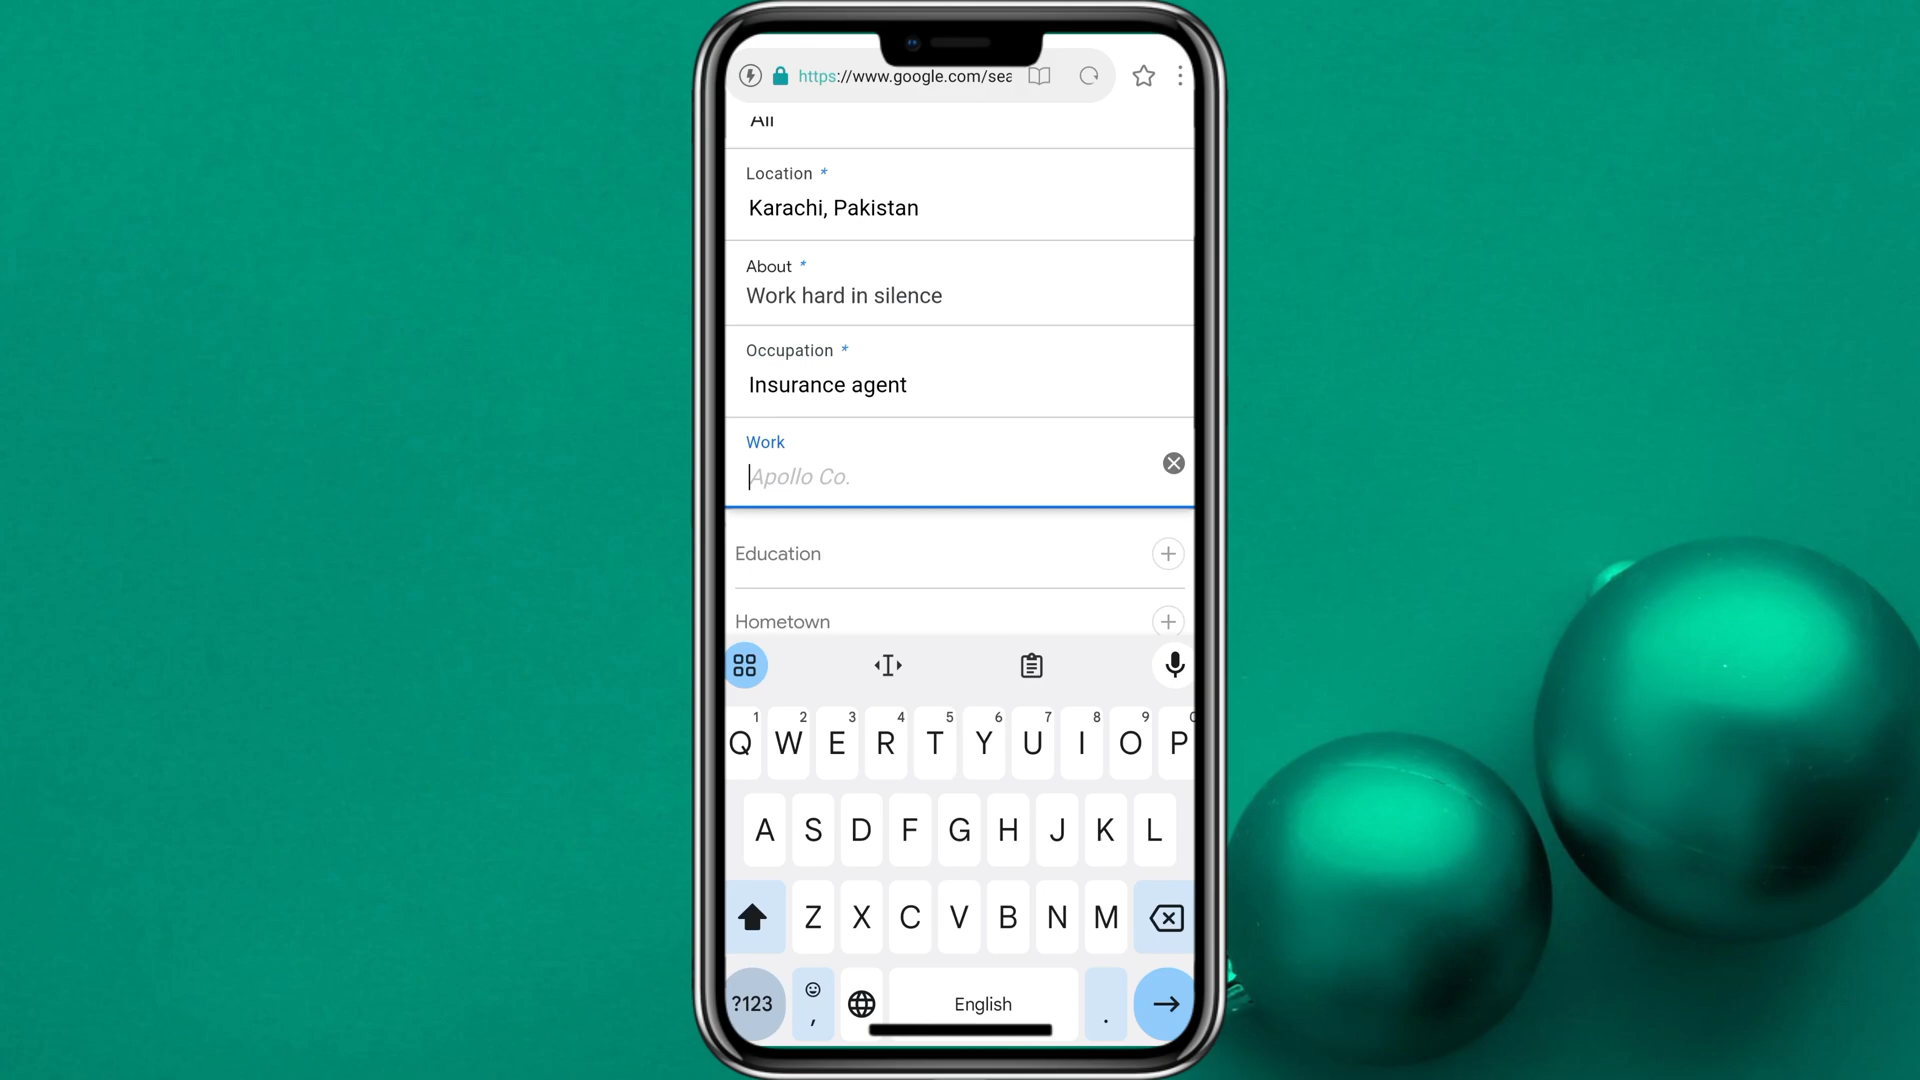 https://www.google.com/sea
All
Location *
Karachi, Pakistan
About *
Work hard in silence
Occupation *
Insurance agent
Work
Apollo Co.
Education
Hometown
1 2 3 4 5 6 7 8 9 0
Q W E R T Y U I O P
A S D F G H J K L
Z X C V B N M
?123 , English .